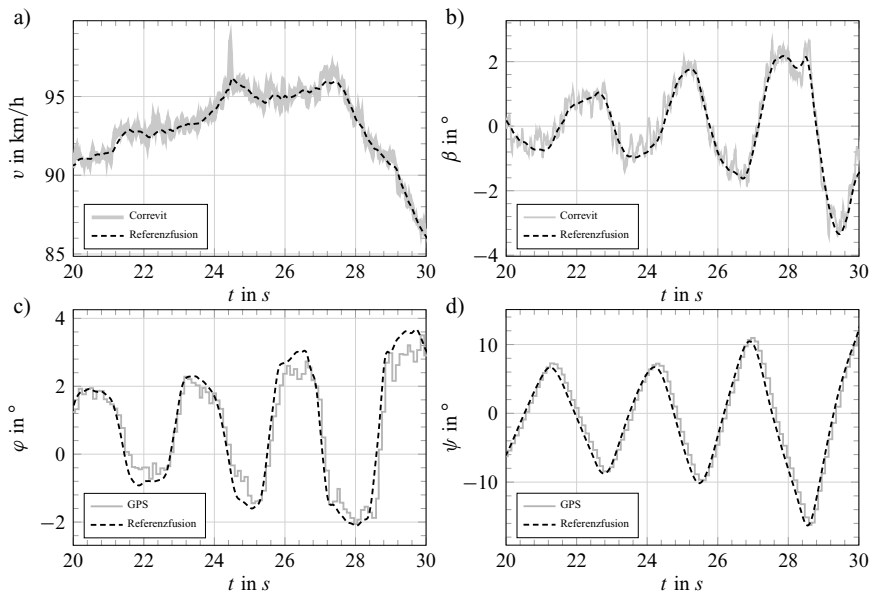 a)
v in km/h
95
90
85
20 22 24 26 28 30
t in s
Correvit
Referenzfusion
b)
β in °
2
0
−2
−4
20 22 24 26 28 30
t in s
Correvit
Referenzfusion
c)
φ in °
4
2
0
−2
20 22 24 26 28 30
t in s
GPS
Referenzfusion
d)
ψ in °
10
0
−10
20 22 24 26 28 30
t in s
GPS
Referenzfusion